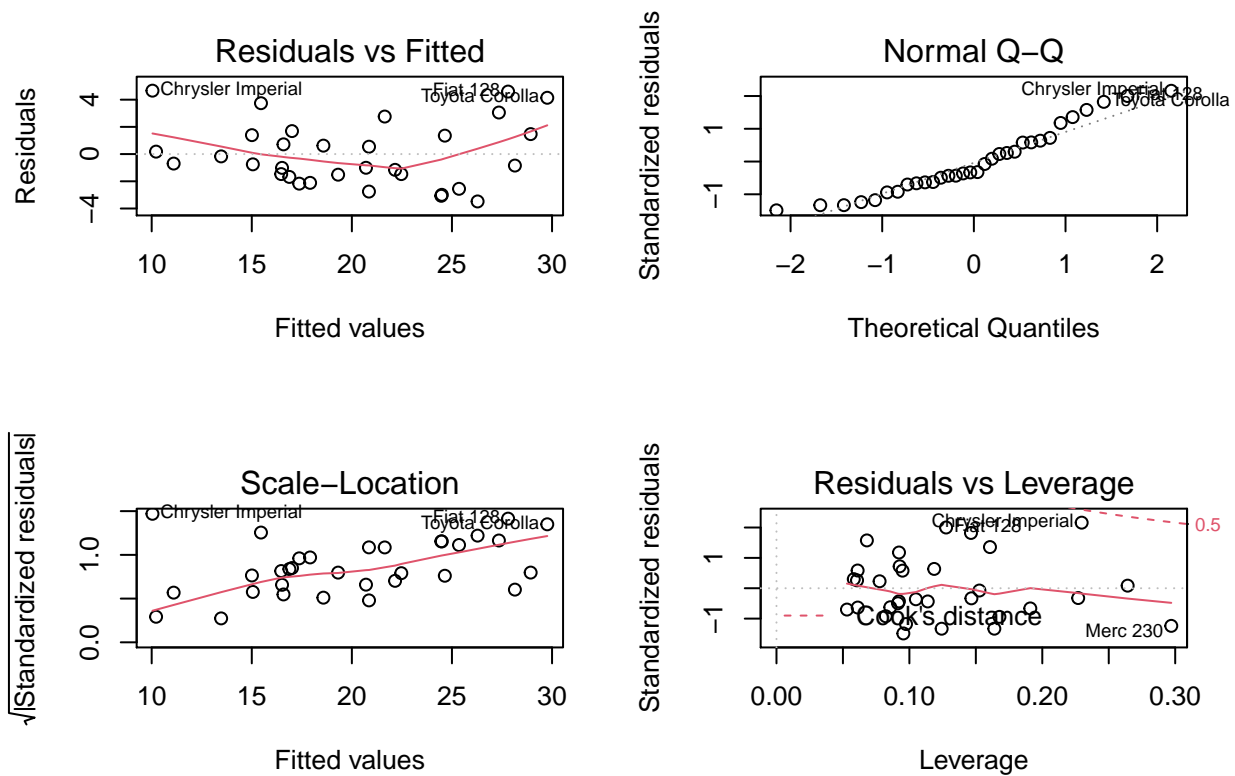 Residuals vs Fitted
Residuals
4
0
−4
Chrysler Imperial
Fiat 128
Toyota Corolla
10 15 20 25 30
Fitted values
Normal Q−Q
Standardized residuals
1
−1
Chrysler Imperial
Fiat 128
Toyota Corolla
−2 −1 0 1 2
Theoretical Quantiles
Scale−Location
√|Standardized residuals|
1.0
0.0
Chrysler Imperial
Fiat 128
Toyota Corolla
10 15 20 25 30
Fitted values
Residuals vs Leverage
Standardized residuals
1
−1
Chrysler Imperial
Fiat 128
0.5
Cook's distance
Merc 230
0.00 0.10 0.20 0.30
Leverage